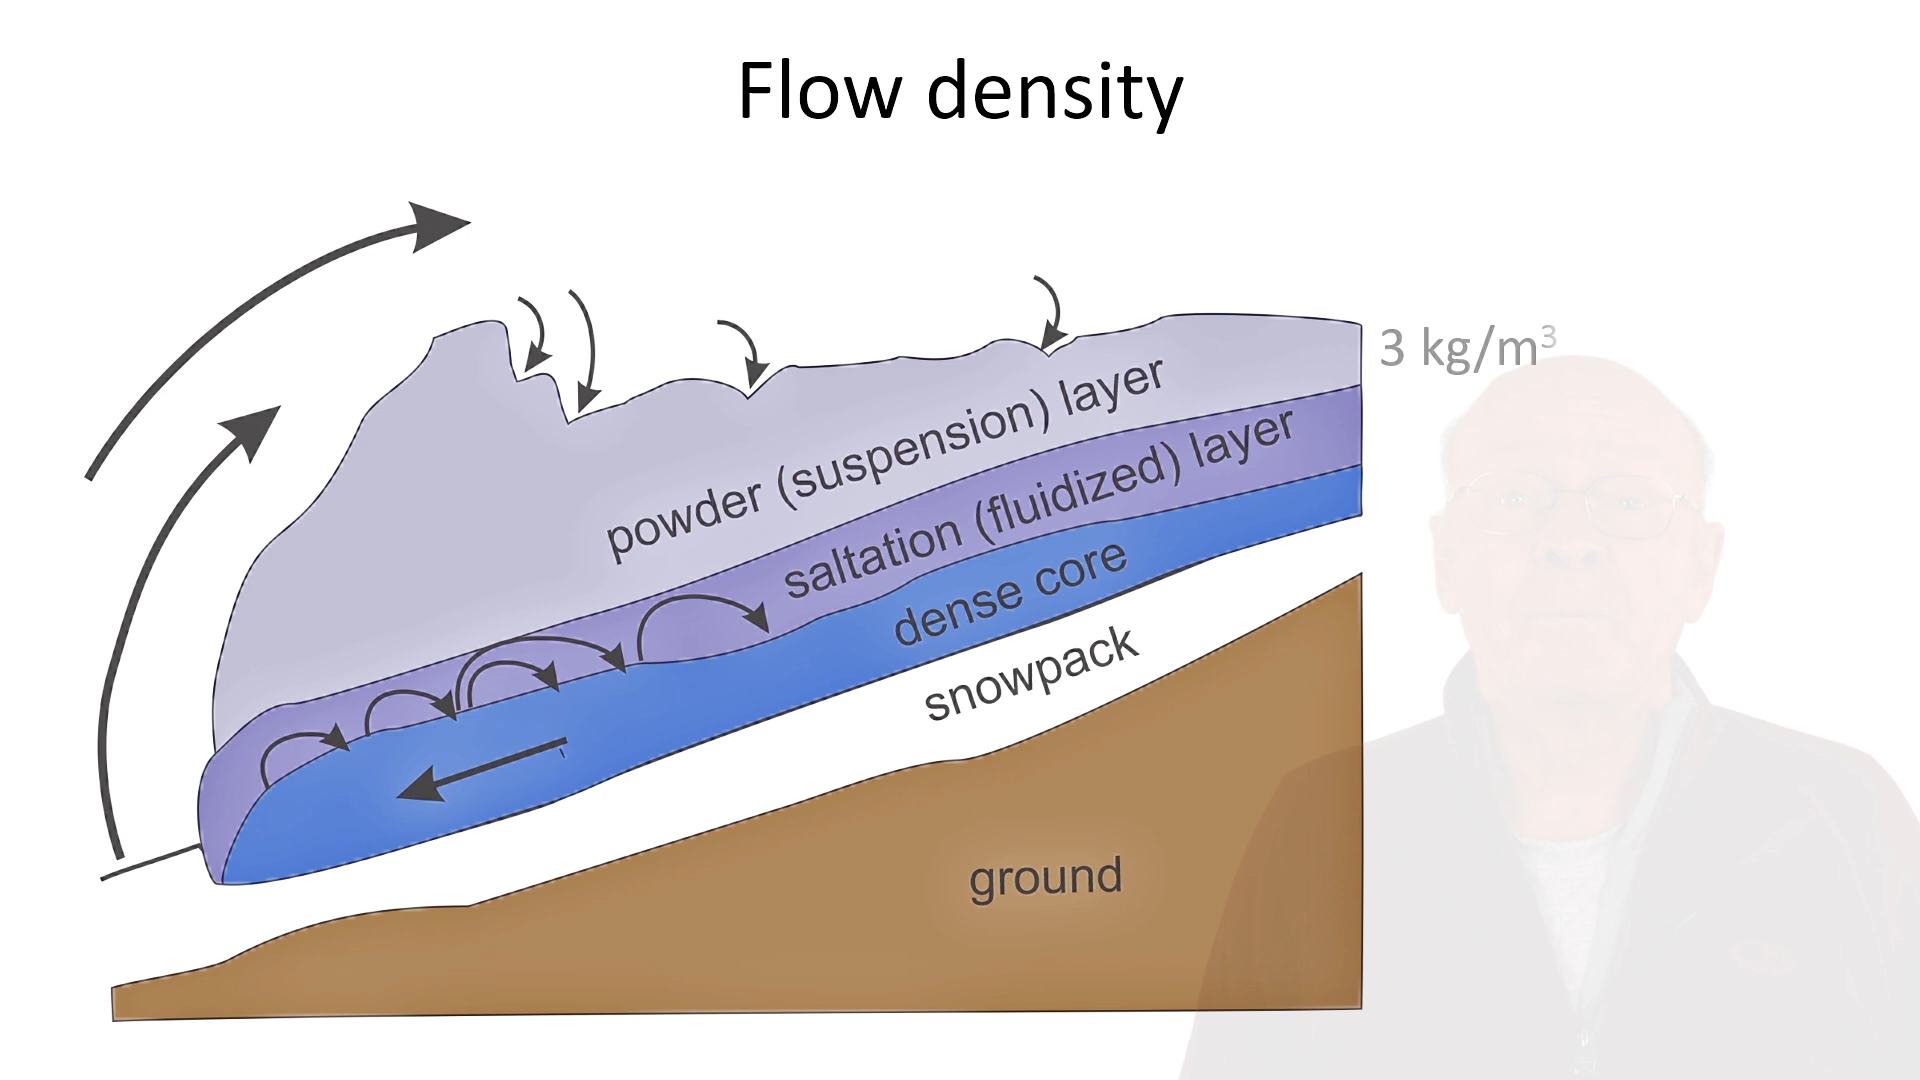 Flow density
3 kg/m³
powder (suspension) layer
saltation (fluidized) layer
dense core
snowpack
ground